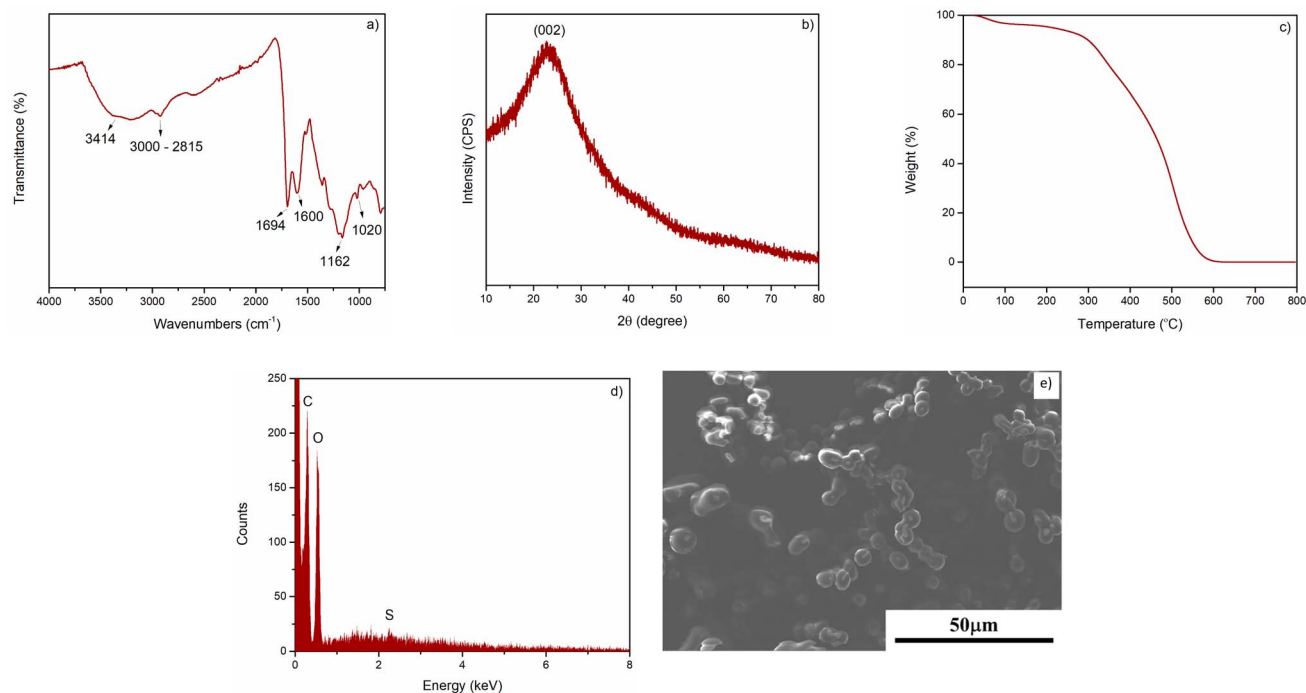 a)
Transmittance (%)
3414
3000 - 2815
1694
1600
1162
1020
4000 3500 3000 2500 2000 1500 1000
Wavenumbers (cm⁻¹)
b)
(002)
Intensity (CPS)
10 20 30 40 50 60 70 80
2θ (degree)
c)
Weight (%)
100
80
60
40
20
0
0 100 200 300 400 500 600 700 800
Temperature (°C)
d)
Counts
250
200
150
100
50
0
C
O
S
0 2 4 6 8
Energy (keV)
e)
50μm